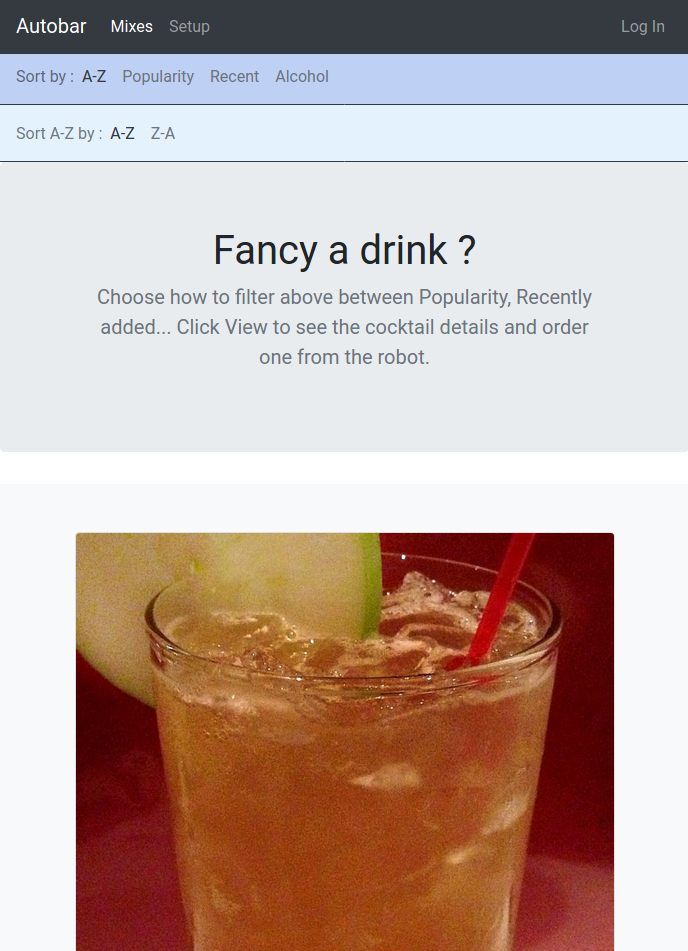 Autobar Mixes Setup Log In
Sort by : A-Z Popularity Recent Alcohol
Sort A-Z by : A-Z Z-A
Fancy a drink ?
Choose how to filter above between Popularity, Recently
added... Click View to see the cocktail details and order
one from the robot.